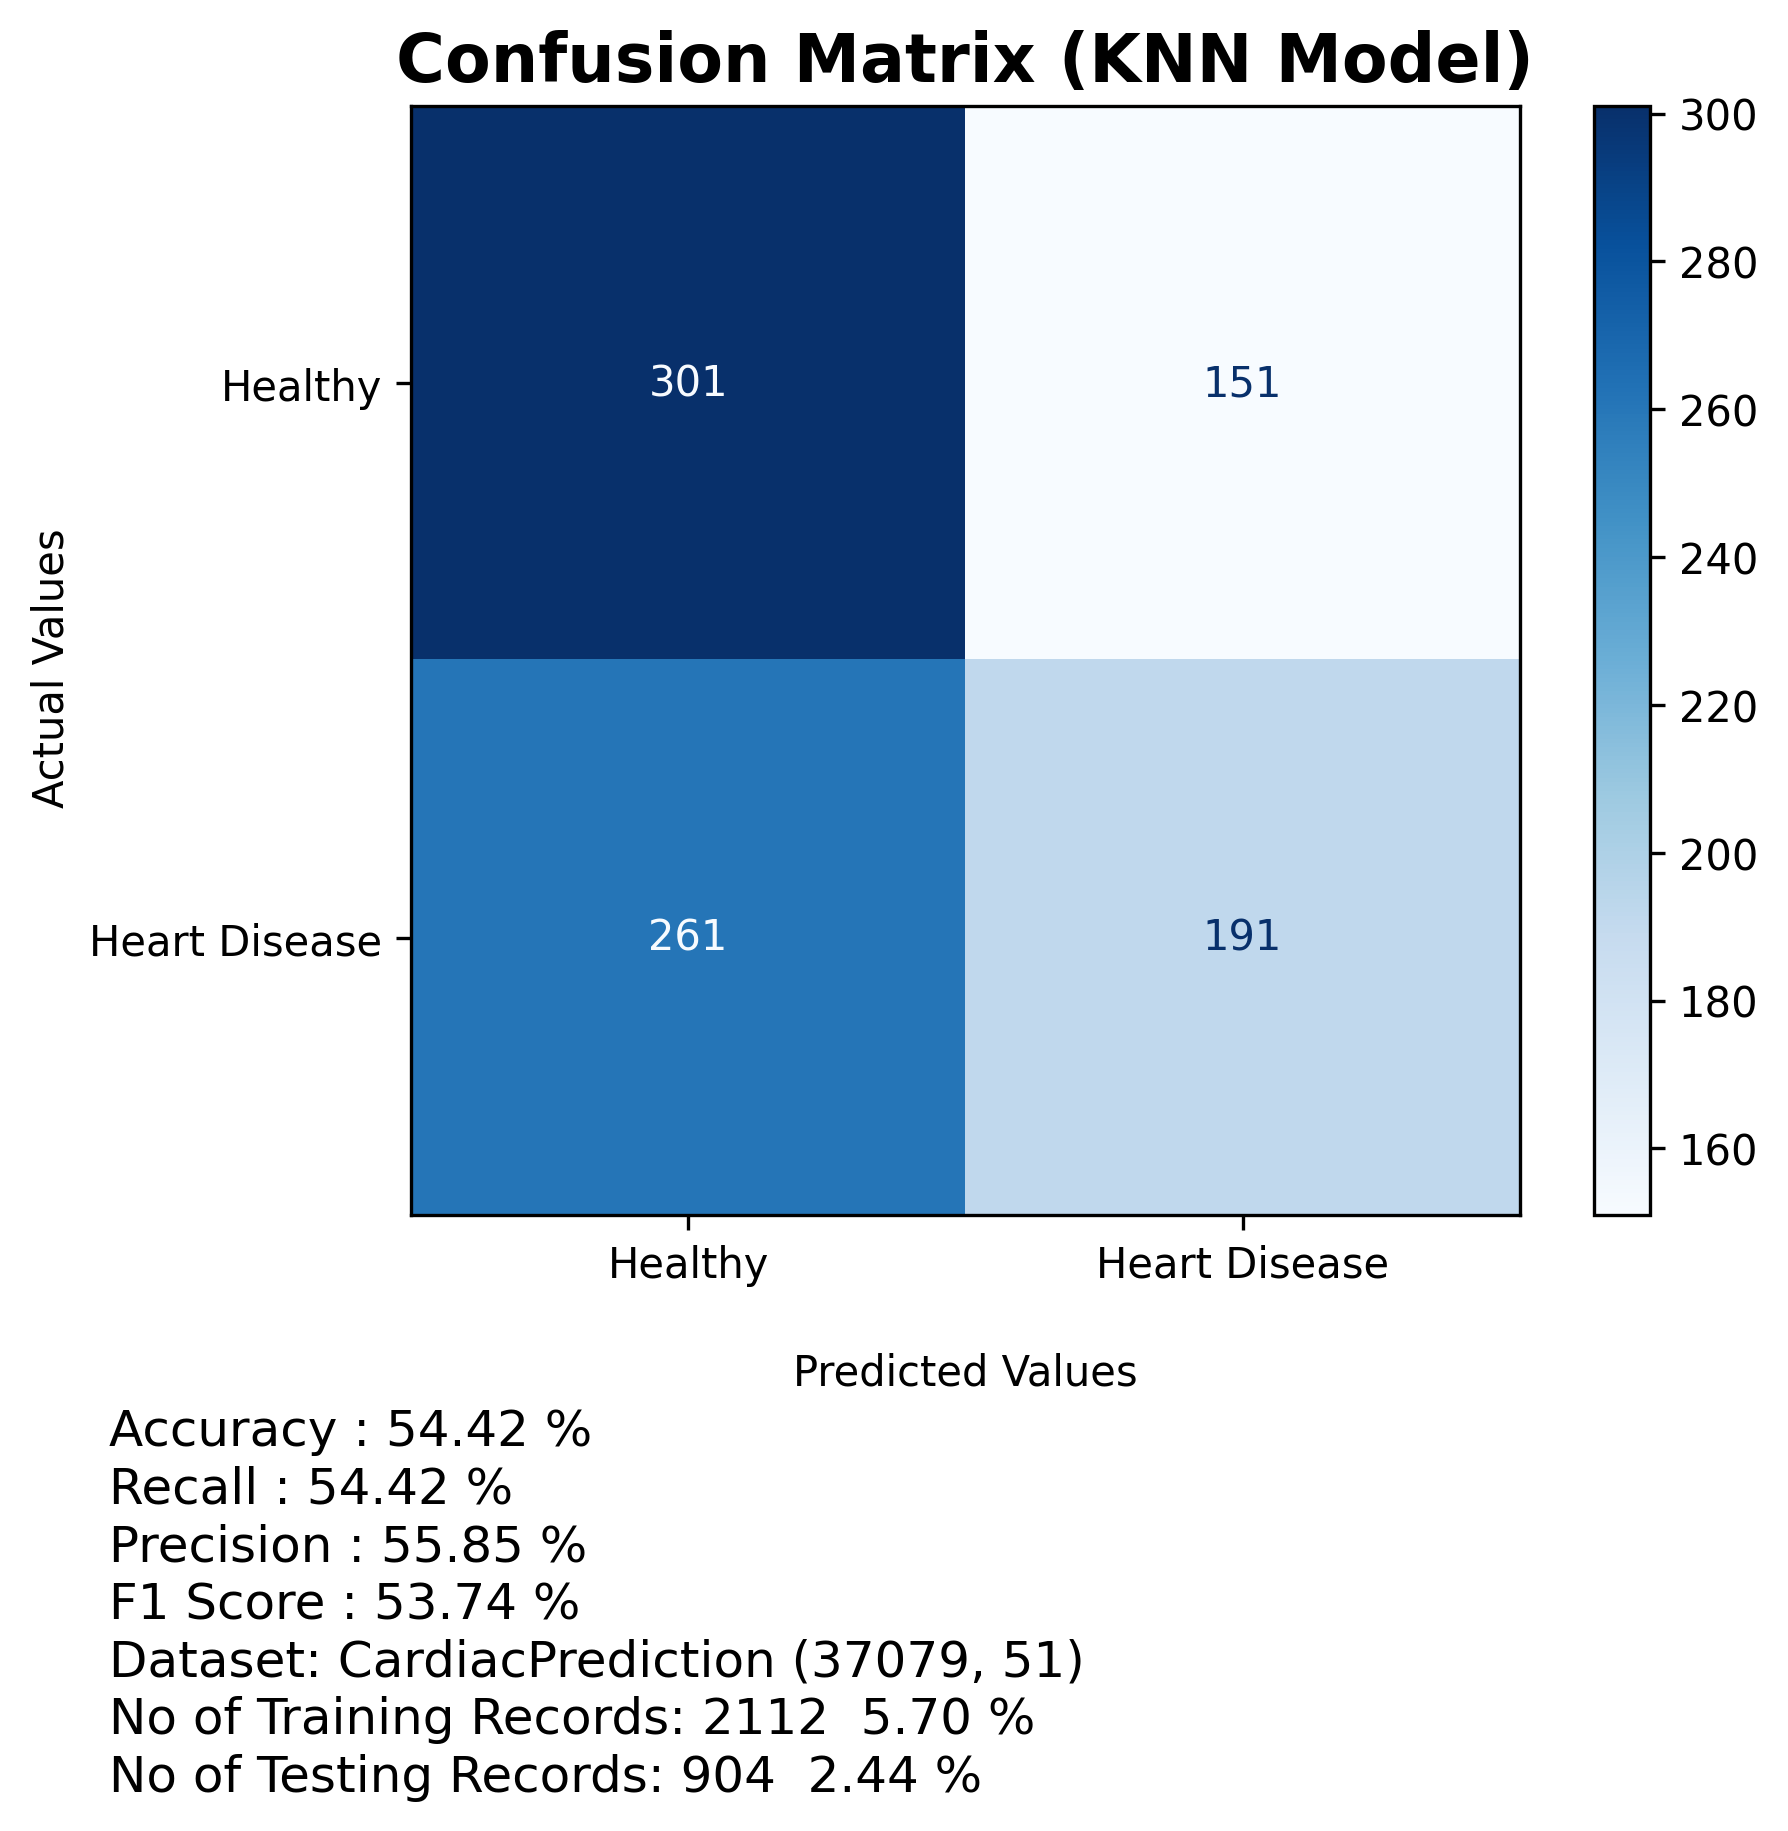 Confusion Matrix (KNN Model)
300
280
260
240
220
200
180
160
Actual Values
Healthy
301
151
Heart Disease
261
191
Healthy
Heart Disease
Predicted Values
Accuracy : 54.42 %
Recall : 54.42 %
Precision : 55.85 %
F1 Score : 53.74 %
Dataset: CardiacPrediction (37079, 51)
No of Training Records: 2112  5.70 %
No of Testing Records: 904  2.44 %